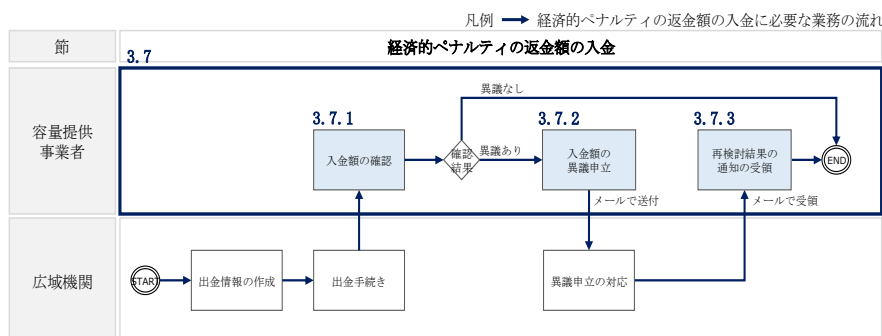 凡例 経済的ペナルティの返金額の入金に必要な業務の流れ
節
経済的ペナルティの返金額の入金
3.7
容量提供
事業者
異議なし
3.7.1
入金額の確認
確認
結果
異議あり
3.7.2
入金額の
異議申立
3.7.3
再検討結果の
通知の受領
END
メールで送付
メールで受領
広域機関
START
出金情報の作成
出金手続き
異議申立の対応